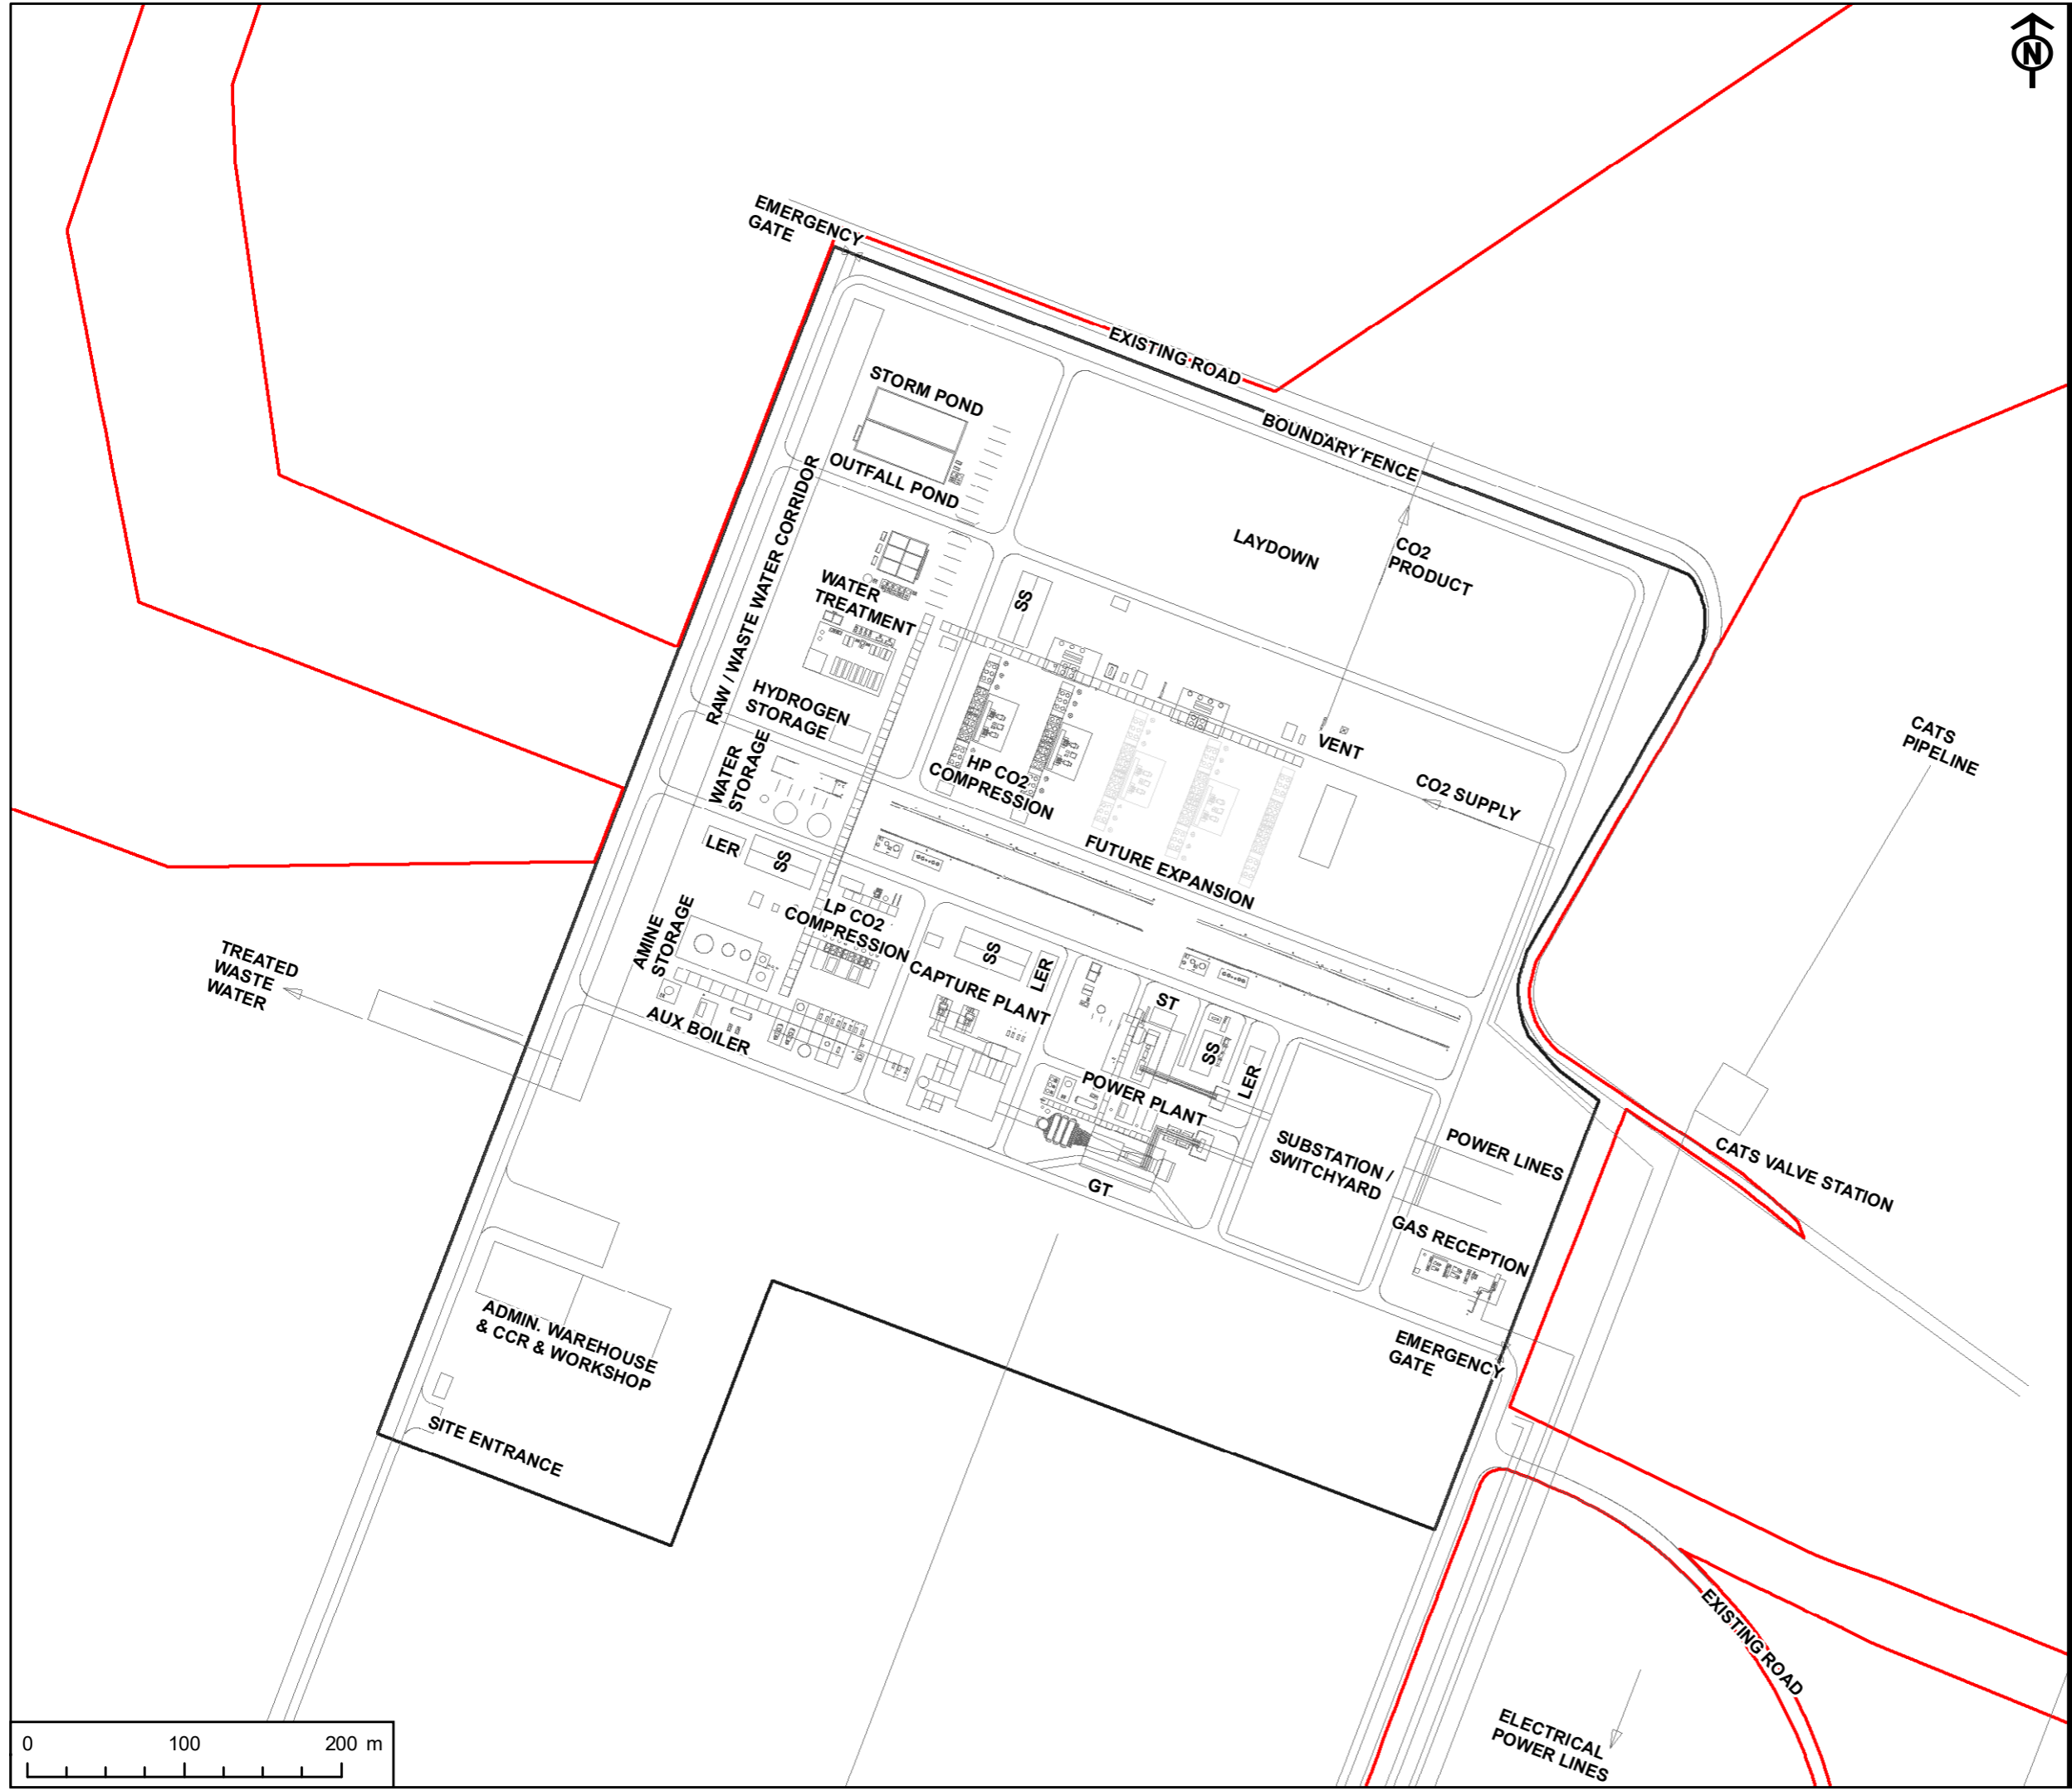 N
EMERGENCY
GATE
EXISTING ROAD
STORM POND
BOUNDARY FENCE
OUTFALL POND
RAW / WASTE WATER CORRIDOR
LAYDOWN
CO2
PRODUCT
WATER
TREATMENT
SS
HYDROGEN
STORAGE
WATER
STORAGE
HP CO2
COMPRESSION
VENT
CO2 SUPPLY
CATS
PIPELINE
FUTURE EXPANSION
LER
SS
LP CO2
COMPRESSION
AMINE
STORAGE
TREATED
WASTE
WATER
CAPTURE PLANT
SS
LER
AUX BOILER
ST
SS
LER
POWER PLANT
GT
SUBSTATION /
SWITCHYARD
POWER LINES
CATS VALVE STATION
GAS RECEPTION
EMERGENCY
GATE
ADMIN. WAREHOUSE
& CCR & WORKSHOP
SITE ENTRANCE
EXISTING ROAD
ELECTRICAL
POWER LINES
0 100 200 m